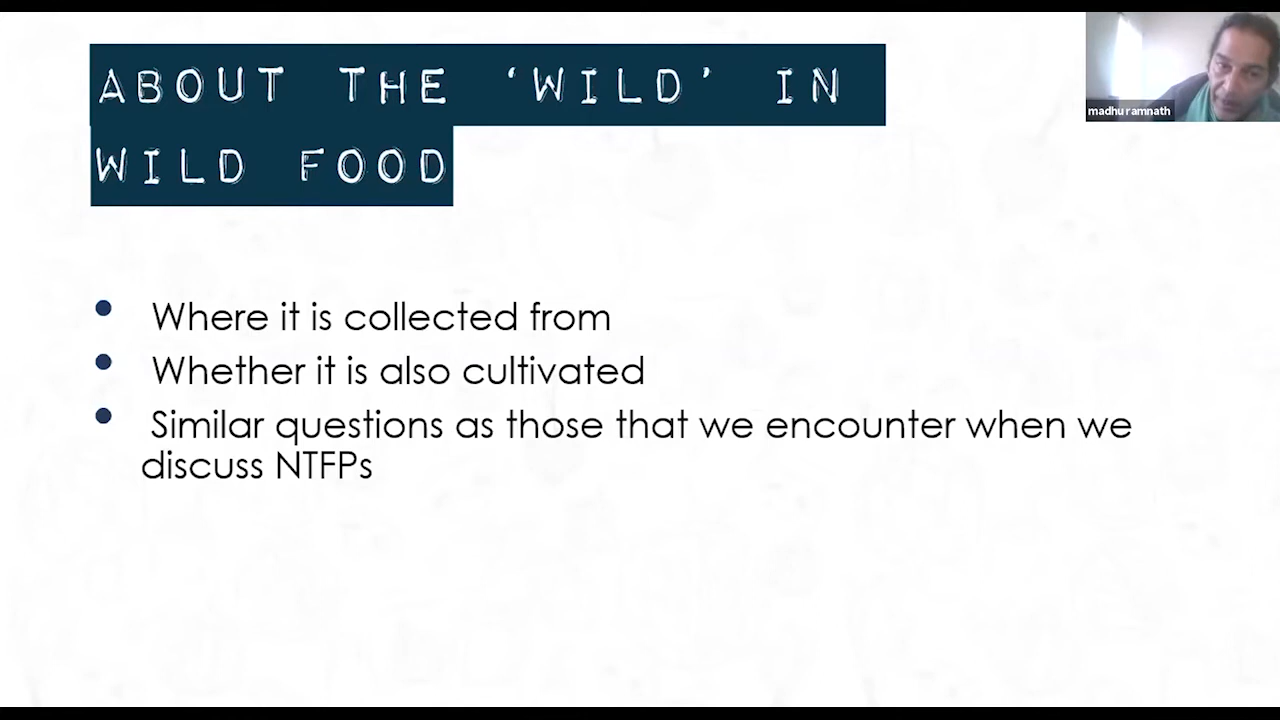 ABOUT THE ‘WILD’ IN
WILD FOOD
madhu ramnath
• Where it is collected from
• Whether it is also cultivated
• Similar questions as those that we encounter when we
discuss NTFPs